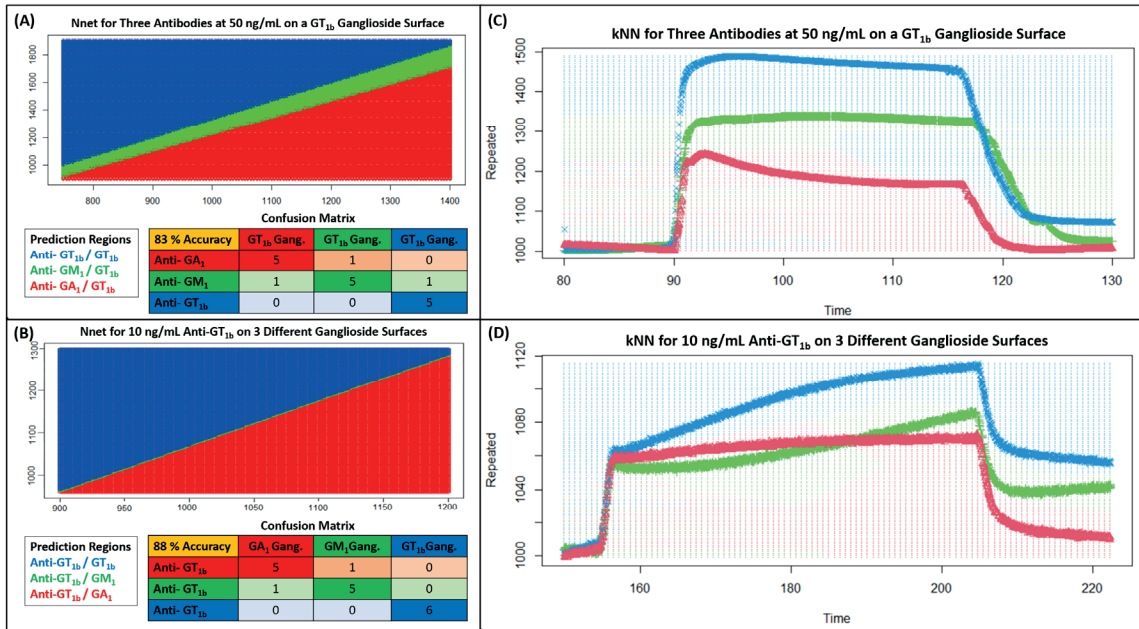 (A)
Nnet for Three Antibodies at 50 ng/mL on a GT1b Ganglioside Surface
1800
1600
1400
1200
1000
800 900 1000 1100 1200 1300 1400
Confusion Matrix
Prediction Regions
Anti- GT1b / GT1b
Anti- GM1 / GT1b
Anti- GA1 / GT1b
83 % Accuracy GT1b Gang. GT1b Gang. GT1b Gang.
Anti- GA1 5 1 0
Anti- GM1 1 5 1
Anti- GT1b 0 0 5
(B)
Nnet for 10 ng/mL Anti-GT1b on 3 Different Ganglioside Surfaces
1300
1200
1100
1000
900 950 1000 1050 1100 1150 1200
Confusion Matrix
Prediction Regions
Anti-GT1b / GT1b
Anti-GT1b / GM1
Anti-GT1b / GA1
88 % Accuracy GA1 Gang. GM1Gang. GT1bGang.
Anti- GT1b 5 1 0
Anti- GT1b 1 5 0
Anti- GT1b 0 0 6
(C)
kNN for Three Antibodies at 50 ng/mL on a GT1b Ganglioside Surface
Repeated
1500
1400
1300
1200
1100
1000
80 90 100 110 120 130
Time
(D)
kNN for 10 ng/mL Anti-GT1b on 3 Different Ganglioside Surfaces
Repeated
1120
1080
1040
1000
160 180 200 220
Time